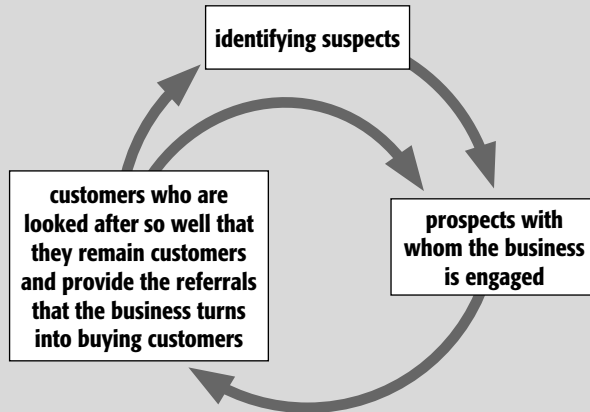 identifying suspects
customers who are
looked after so well that
they remain customers
and provide the referrals
that the business turns
into buying customers
prospects with
whom the business
is engaged